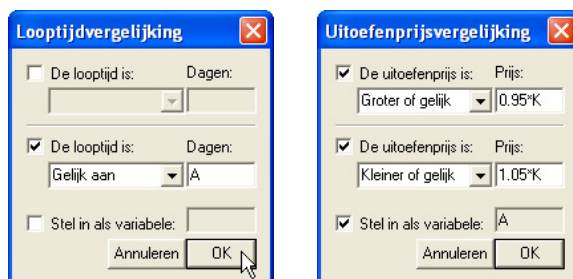 Looptijdvergelijking
De looptijd is: Dagen:
De looptijd is: Dagen:
Gelijk aan A
Stel in als variabele:
Annuleren OK
Uitoefenprijsvergelijking
De uitoefenprijs is: Prijs:
Groter of gelijk 0.95*K
De uitoefenprijs is: Prijs:
Kleiner of gelijk 1.05*K
Stel in als variabele: A
Annuleren OK